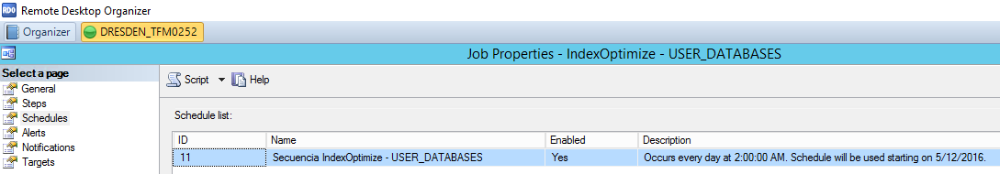 RDO Remote Desktop Organizer
Organizer DRESDEN_TFM0252
Job Properties - IndexOptimize - USER_DATABASES
Select a page
General
Steps
Schedules
Alerts
Notifications
Targets
Script Help
Schedule list:
ID Name Enabled Description
11 Secuencia IndexOptimize - USER_DATABASES Yes Occurs every day at 2:00:00 AM. Schedule will be used starting on 5/12/2016.